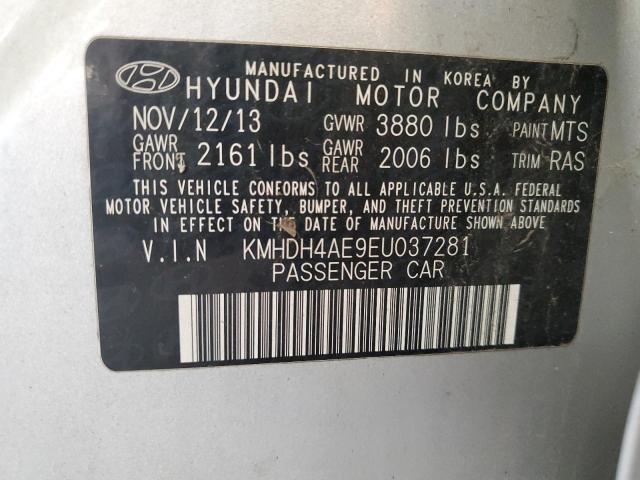 MANUFACTURED IN KOREA BY
HYUNDAI MOTOR COMPANY
NOV/12/13 GVWR 3880 lbs PAINT MTS
GAWR FRONT 2161 lbs GAWR REAR 2006 lbs TRIM RAS
THIS VEHICLE CONFORMS TO ALL APPLICABLE U.S.A. FEDERAL
MOTOR VEHICLE SAFETY, BUMPER, AND THEFT PREVENTION STANDARDS
IN EFFECT ON THE DATE OF MANUFACTURE SHOWN ABOVE
V.I.N KMHDH4AE9EU037281
PASSENGER CAR